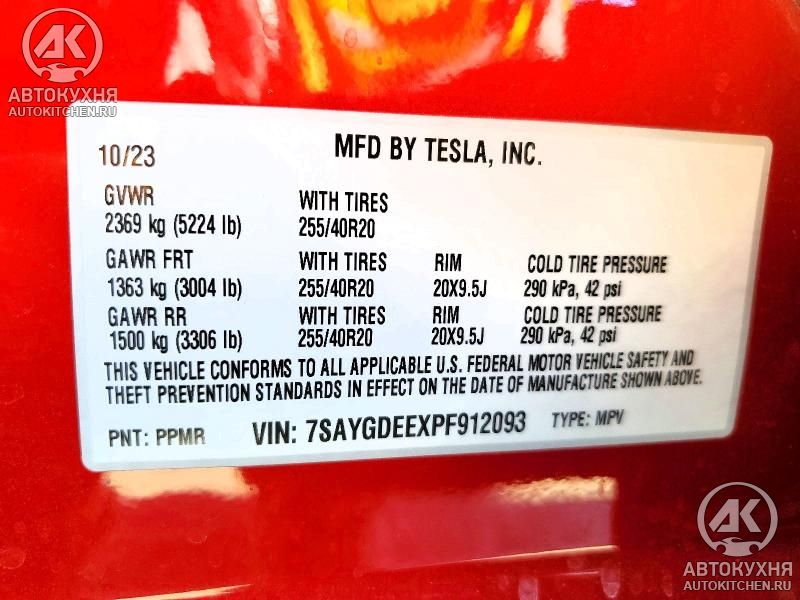 AK
АВТОКУХНЯ
AUTOKITCHEN.RU
10/23 MFD BY TESLA, INC.
GVWR WITH TIRES
2369 kg (5224 lb) 255/40R20
GAWR FRT WITH TIRES RIM COLD TIRE PRESSURE
1363 kg (3004 lb) 255/40R20 20X9.5J 290 kPa, 42 psi
GAWR RR WITH TIRES RIM COLD TIRE PRESSURE
1500 kg (3306 lb) 255/40R20 20X9.5J 290 kPa, 42 psi
THIS VEHICLE CONFORMS TO ALL APPLICABLE U.S. FEDERAL MOTOR VEHICLE SAFETY AND
THEFT PREVENTION STANDARDS IN EFFECT ON THE DATE OF MANUFACTURE SHOWN ABOVE.
PNT: PPMR VIN: 7SAYGDEEXPF912093 TYPE: MPV
AK
АВТОКУХНЯ
AUTOKITCHEN.RU